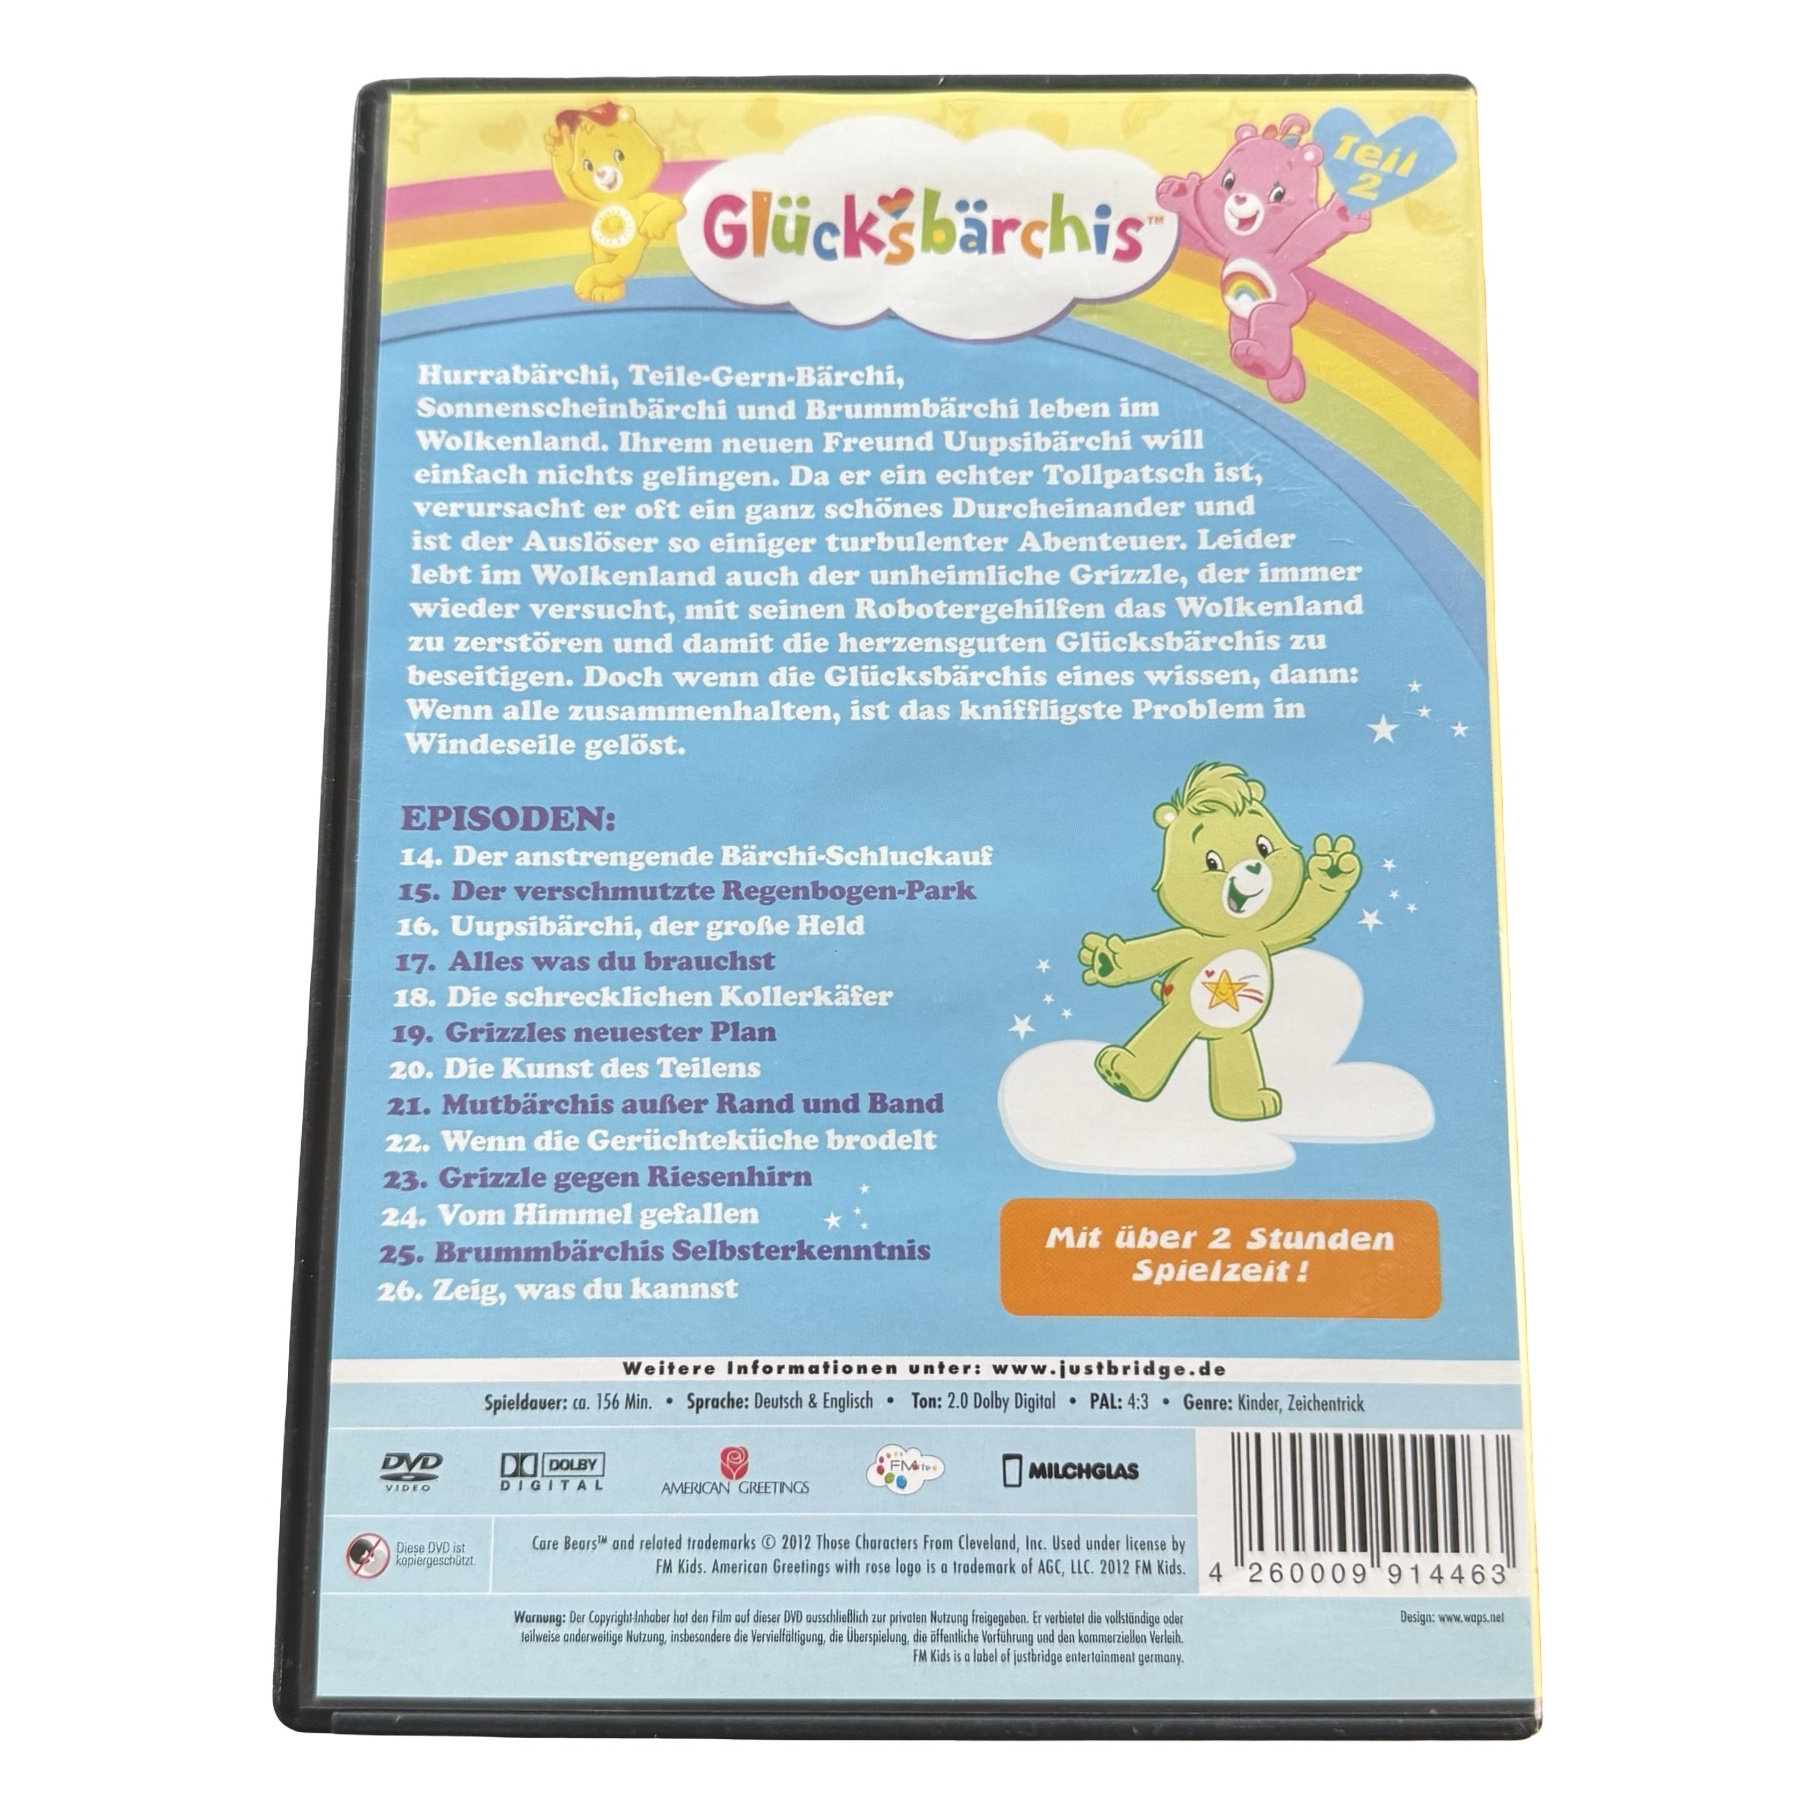 Glücksbärchis™
Teil
2
Hurrabärchi, Teile-Gern-Bärchi,
Sonnenscheinbärchi und Brummbärchi leben im
Wolkenland. Ihrem neuen Freund Uupsibärchi will
einfach nichts gelingen. Da er ein echter Tollpatsch ist,
verursacht er oft ein ganz schönes Durcheinander und
ist der Auslöser so einiger turbulenter Abenteuer. Leider
lebt im Wolkenland auch der unheimliche Grizzle, der immer
wieder versucht, mit seinen Robotergehilfen das Wolkenland
zu zerstören und damit die herzensguten Glücksbärchis zu
beseitigen. Doch wenn die Glücksbärchis eines wissen, dann:
Wenn alle zusammenhalten, ist das kniffligste Problem in
Windeseile gelöst.
EPISODEN:
14. Der anstrengende Bärchi-Schluckauf
15. Der verschmutzte Regenbogen-Park
16. Uupsibärchi, der große Held
17. Alles was du brauchst
18. Die schrecklichen Kollerkäfer
19. Grizzles neuester Plan
20. Die Kunst des Teilens
21. Mutbärchis außer Rand und Band
22. Wenn die Gerüchteküche brodelt
23. Grizzle gegen Riesenhirn
24. Vom Himmel gefallen
25. Brummbärchis Selbsterkenntnis
26. Zeig, was du kannst
Mit über 2 Stunden
Spielzeit!
Weitere Informationen unter: www.justbridge.de
Spieldauer: ca. 156 Min. • Sprache: Deutsch & Englisch • Ton: 2.0 Dolby Digital • PAL: 4:3 • Genre: Kinder, Zeichentrick
DVD
VIDEO
DOLBY
DIGITAL
AMERICAN GREETINGS
FM Kids
MILCHGLAS
Diese DVD ist
kopiergeschützt
Care Bears™ and related trademarks © 2012 Those Characters From Cleveland, Inc. Used under license by
FM Kids. American Greetings with rose logo is a trademark of AGC, LLC. 2012 FM Kids.
4 260009 914463
Warnung: Der Copyright-Inhaber hat den Film auf dieser DVD ausschließlich zur privaten Nutzung freigegeben. Er verbietet die vollständige oder
teilweise anderweitige Nutzung, insbesondere die Vervielfältigung, die Überspielung, die öffentliche Vorführung und den kommerziellen Verleih.
FM Kids is a label of justbridge entertainment germany.
Design: www.waps.net